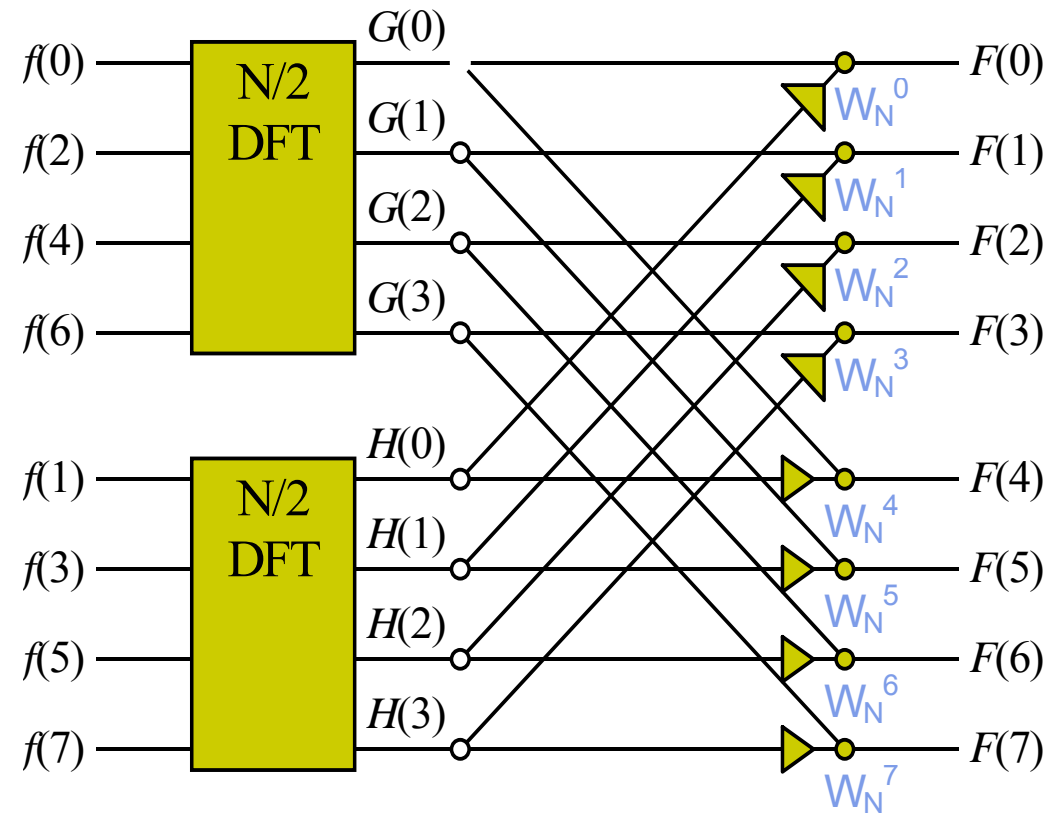 G(0)
f(0) N/2 F(0)
W_N^0
G(1)
f(2) DFT F(1)
W_N^1
G(2)
f(4) F(2)
W_N^2
G(3)
f(6) F(3)
W_N^3
H(0)
f(1) N/2 F(4)
W_N^4
H(1)
f(3) DFT F(5)
W_N^5
H(2)
f(5) F(6)
W_N^6
H(3)
f(7) F(7)
W_N^7